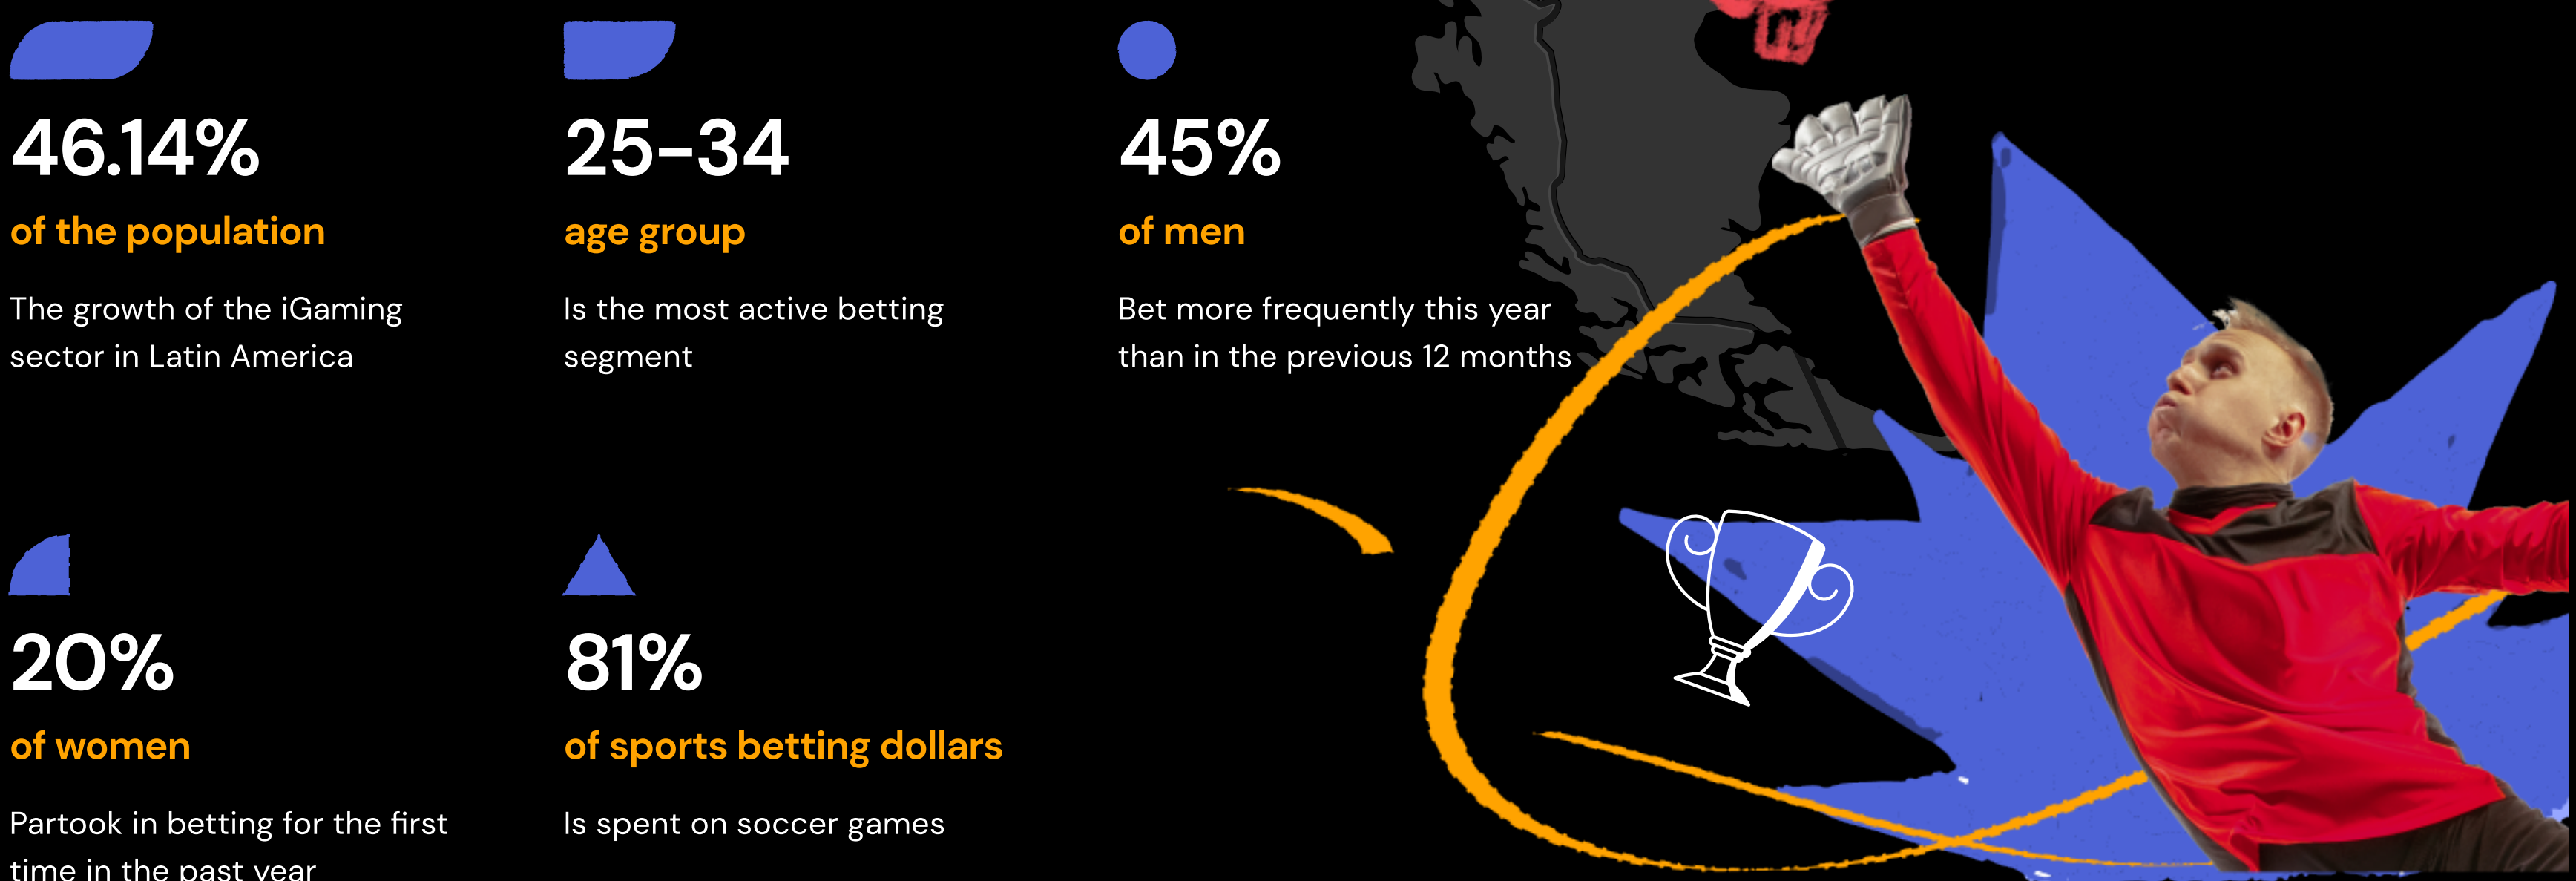 46.14%
of the population
The growth of the iGaming
sector in Latin America
25–34
age group
Is the most active betting
segment
45%
of men
Bet more frequently this year
than in the previous 12 months
20%
of women
Partook in betting for the first
time in the past year
81%
of sports betting dollars
Is spent on soccer games